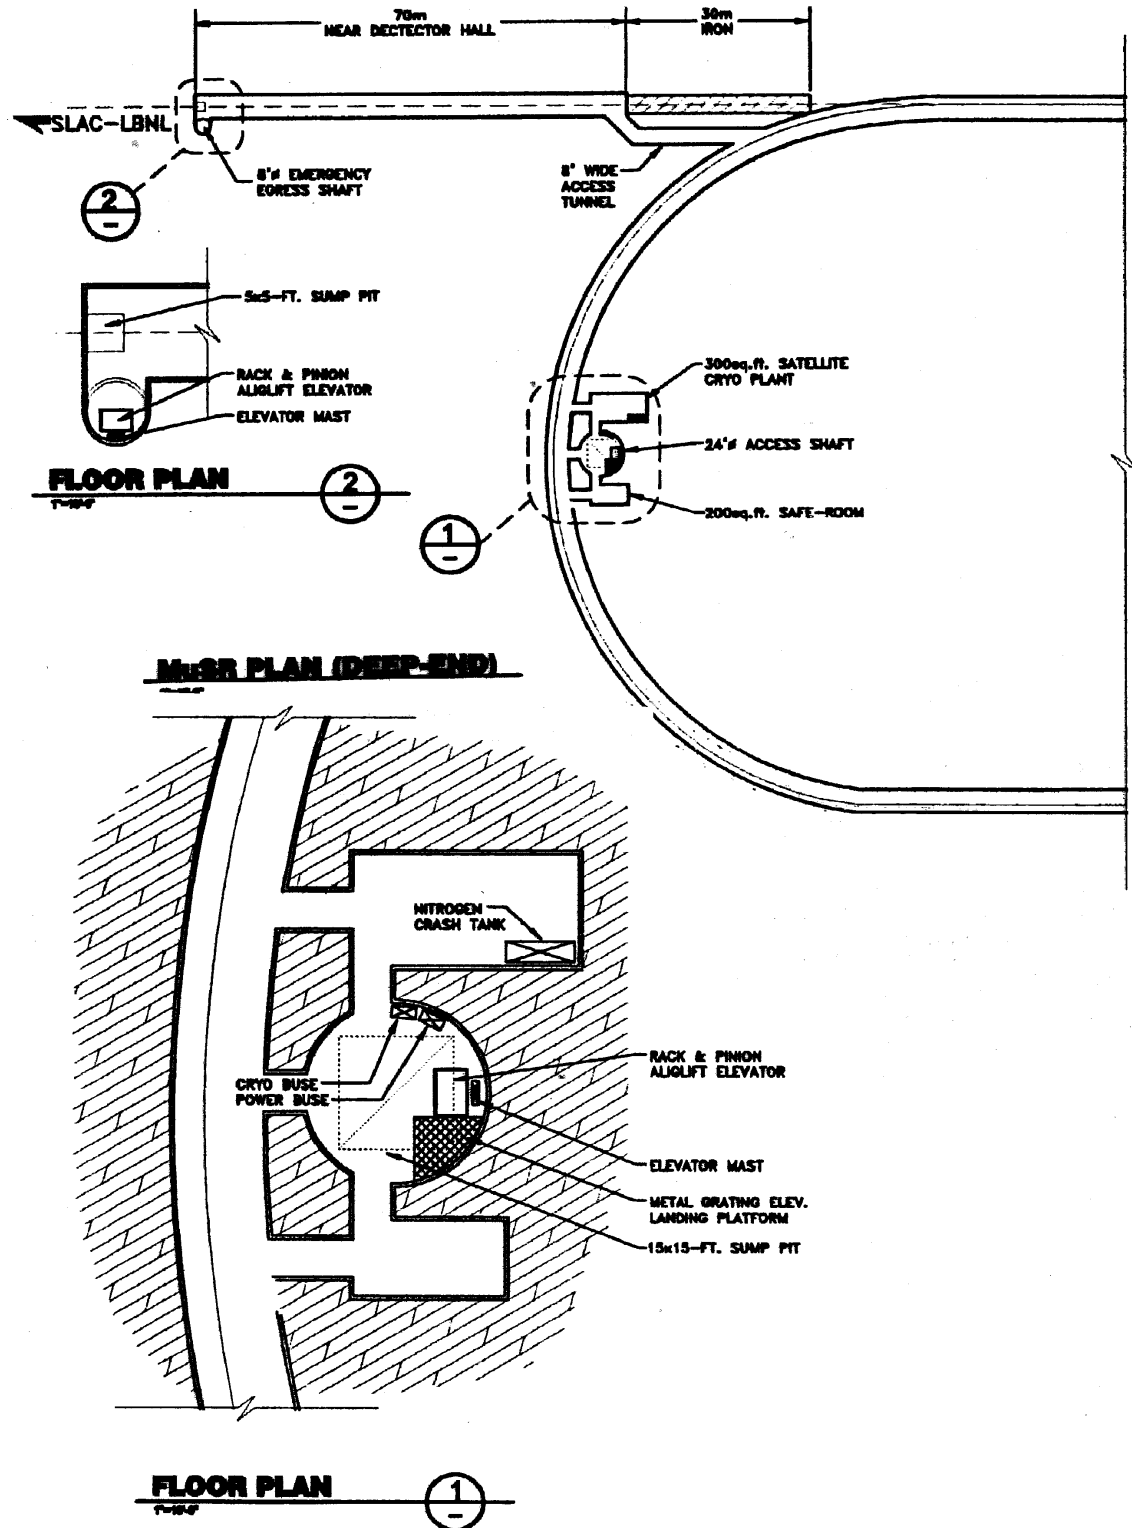 70m
NEAR DECTECTOR HALL
30m
IRON
SLAC-LBNL
8'ø EMERGENCY
EGRESS SHAFT
8' WIDE
ACCESS
TUNNEL
2
5x5-FT. SUMP PIT
RACK & PINION
ALIGLIFT ELEVATOR
ELEVATOR MAST
FLOOR PLAN
2
300sq.ft. SATELLITE
CRYO PLANT
24'ø ACCESS SHAFT
200sq.ft. SAFE-ROOM
1
MuSR PLAN (DEEP-END)
NITROGEN
CRASH TANK
CRYO BUSE
POWER BUSE
RACK & PINION
ALIGLIFT ELEVATOR
ELEVATOR MAST
METAL GRATING ELEV.
LANDING PLATFORM
15x15-FT. SUMP PIT
FLOOR PLAN
1